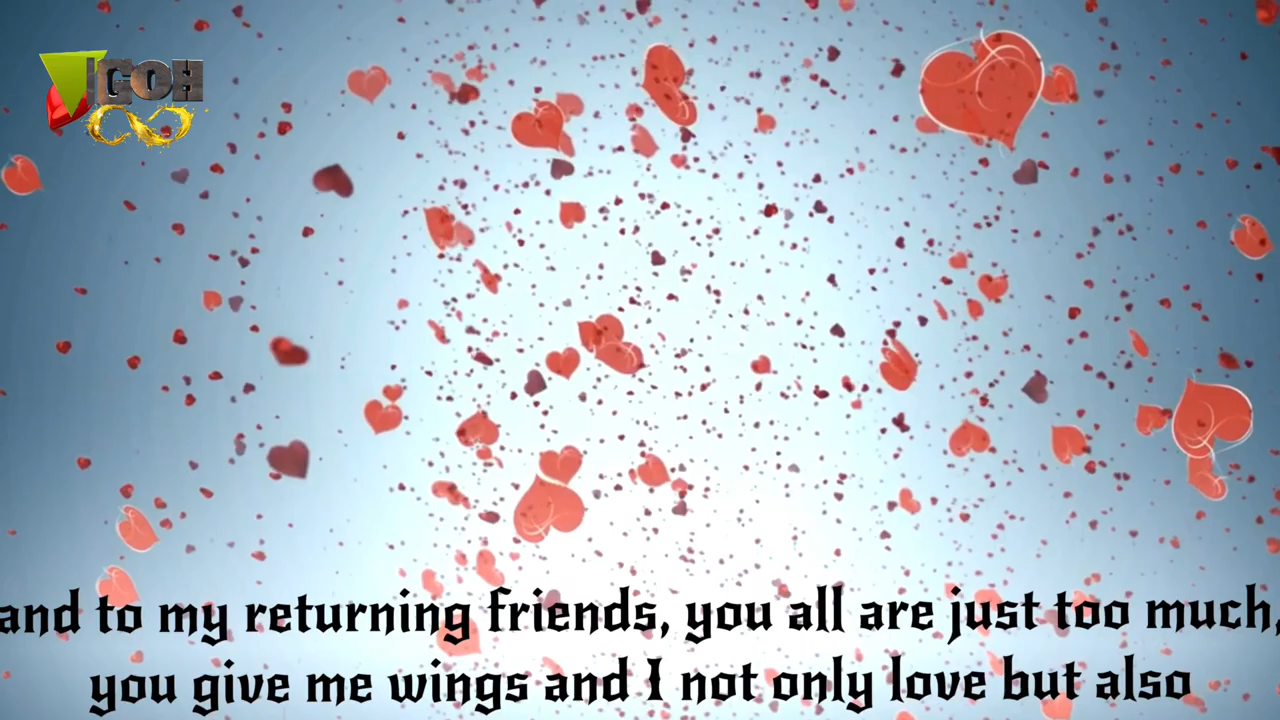 IGOH
and to my returning friends, you all are just too much,
you give me wings and I not only love but also